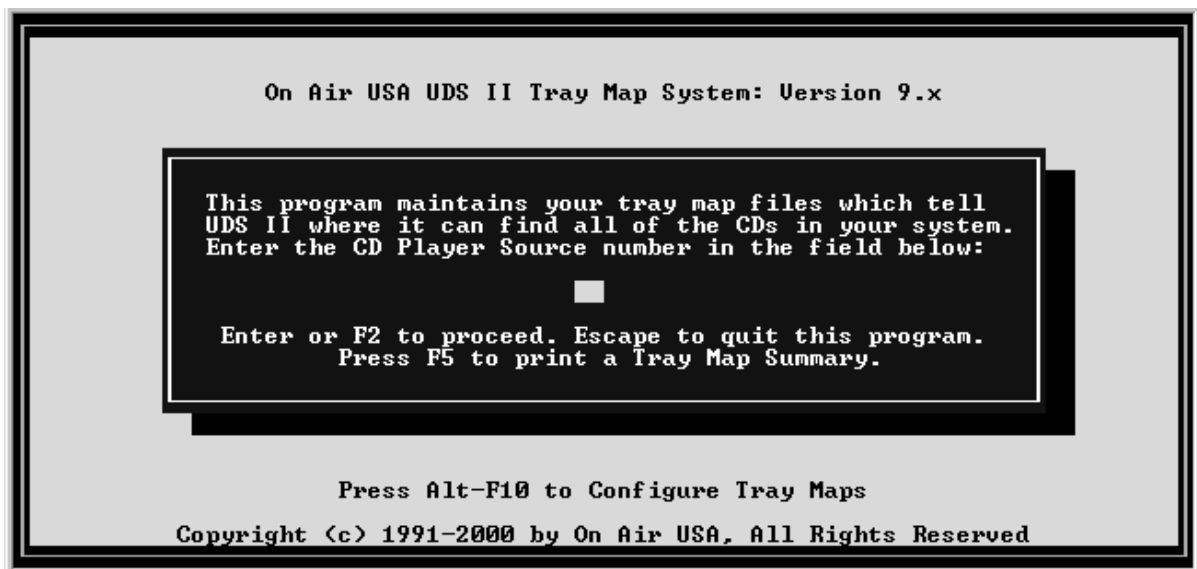 On Air USA UDS II Tray Map System: Version 9.x
This program maintains your tray map files which tell
UDS II where it can find all of the CDs in your system.
Enter the CD Player Source number in the field below:
Enter or F2 to proceed. Escape to quit this program.
Press F5 to print a Tray Map Summary.
Press Alt-F10 to Configure Tray Maps
Copyright (c) 1991-2000 by On Air USA, All Rights Reserved